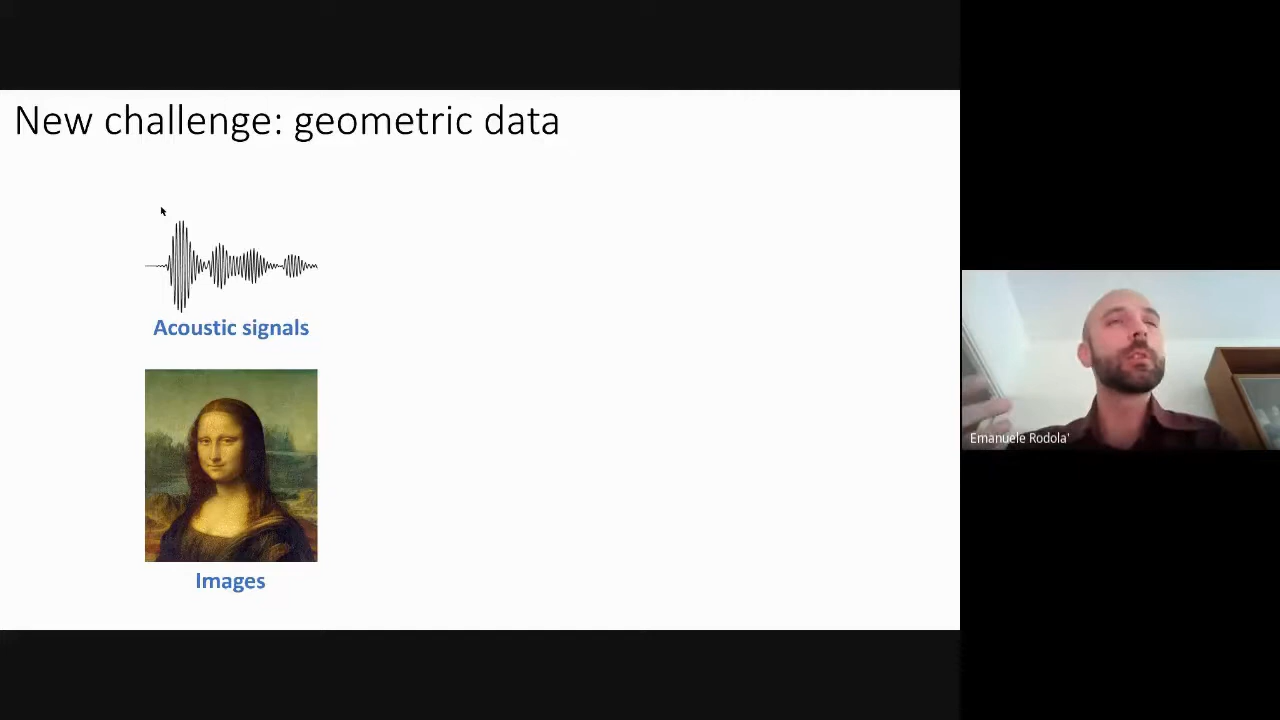 New challenge: geometric data
Acoustic signals
Images
Emanuele Rodola'